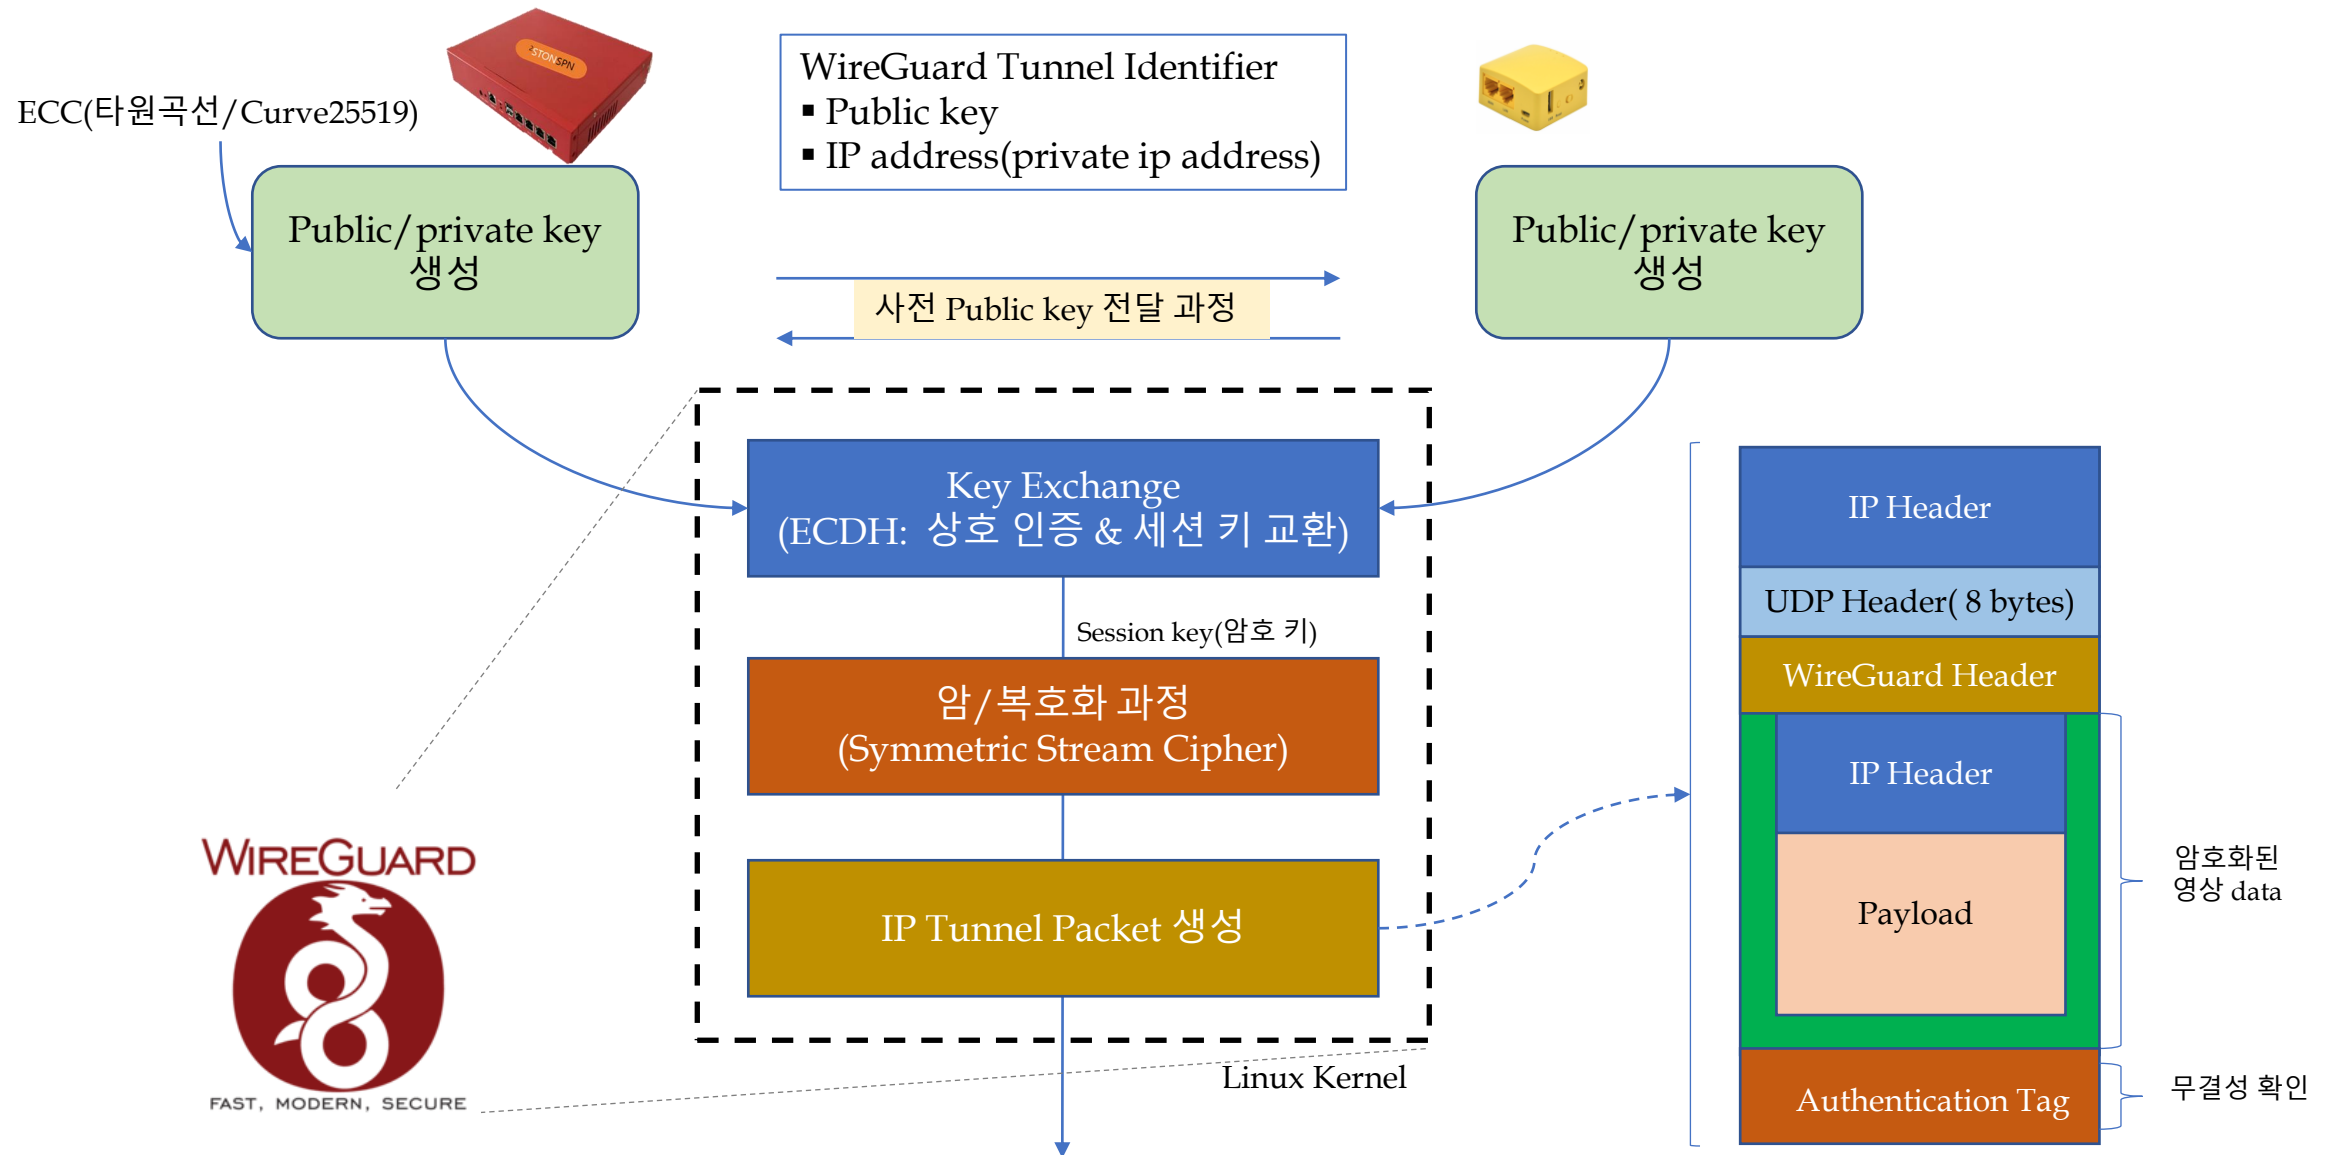 STONSPN
ECC(타원곡선/Curve25519)
WireGuard Tunnel Identifier
▪ Public key
▪ IP address(private ip address)
Public/private key
생성
Public/private key
생성
사전 Public key 전달 과정
Key Exchange
(ECDH: 상호 인증 & 세션 키 교환)
Session key(암호 키)
암/복호화 과정
(Symmetric Stream Cipher)
IP Tunnel Packet 생성
Linux Kernel
WIREGUARD
FAST, MODERN, SECURE
IP Header
UDP Header( 8 bytes)
WireGuard Header
IP Header
Payload
암호화된
영상 data
Authentication Tag
무결성 확인